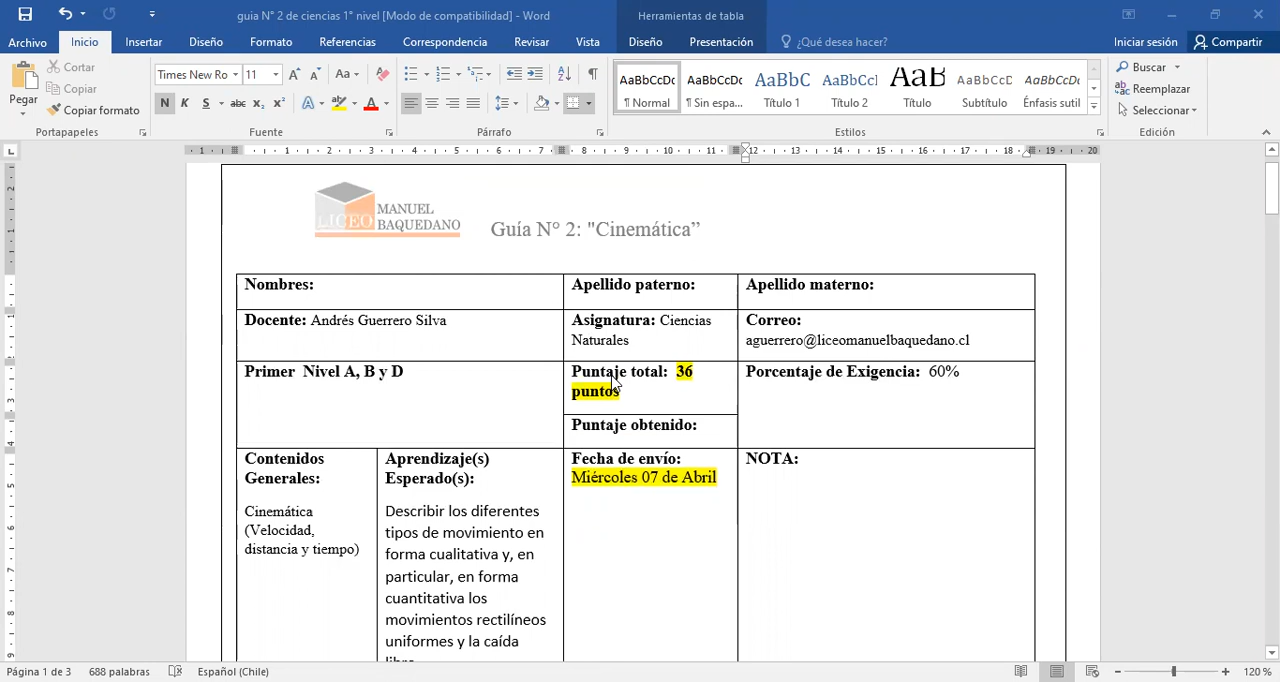 guia N° 2 de ciencias 1° nivel [Modo de compatibilidad] - Word
Herramientas de tabla
Archivo Inicio Insertar Diseño Formato Referencias Correspondencia Revisar Vista Diseño Presentación ¿Qué desea hacer? Iniciar sesión Compartir
Pegar
Cortar
Copiar
Copiar formato
Portapapeles
Times New Ro 11
Fuente
Párrafo
AaBbCcDc AaBbCcDc AaBbC AaBbCcI AaB AaBbCcD AaBbCcDc
¶ Normal ¶ Sin espa... Título 1 Título 2 Título Subtítulo Énfasis sutil
Estilos
Buscar
Reemplazar
Seleccionar
Edición
LICEO MANUEL
BAQUEDANO
Guía N° 2: "Cinemática”
Nombres: Apellido paterno: Apellido materno:
Docente: Andrés Guerrero Silva
Asignatura: Ciencias
Naturales
Correo:
aguerrero@liceomanuelbaquedano.cl
Primer Nivel A, B y D
Puntaje total: 36
puntos
Porcentaje de Exigencia: 60%
Puntaje obtenido:
Contenidos
Generales:
Cinemática
(Velocidad,
distancia y tiempo)
Aprendizaje(s)
Esperado(s):
Describir los diferentes
tipos de movimiento en
forma cualitativa y, en
particular, en forma
cuantitativa los
movimientos rectilíneos
uniformes y la caída
Fecha de envío:
Miércoles 07 de Abril
NOTA:
Página 1 de 3 688 palabras Español (Chile) 120 %